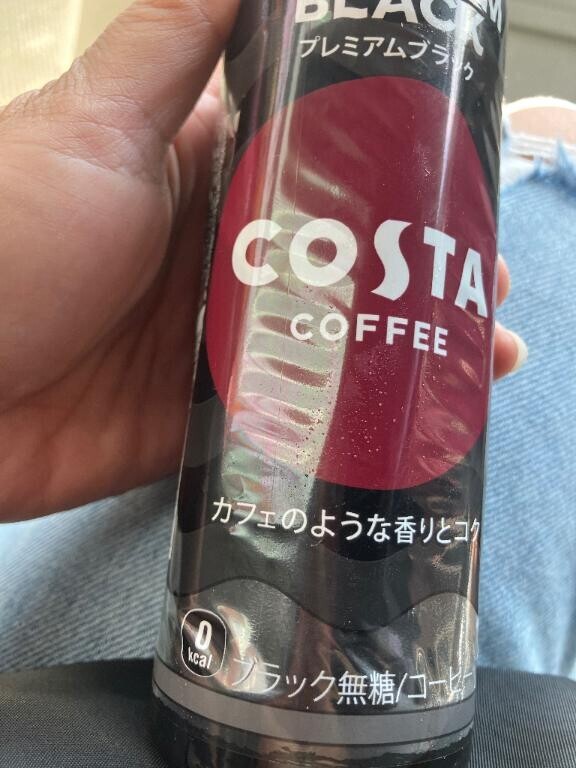 BLACK
プレミアムブラック
COSTA
COFFEE
カフェのような香りとコク
0
kcal
ブラック無糖/コーヒー